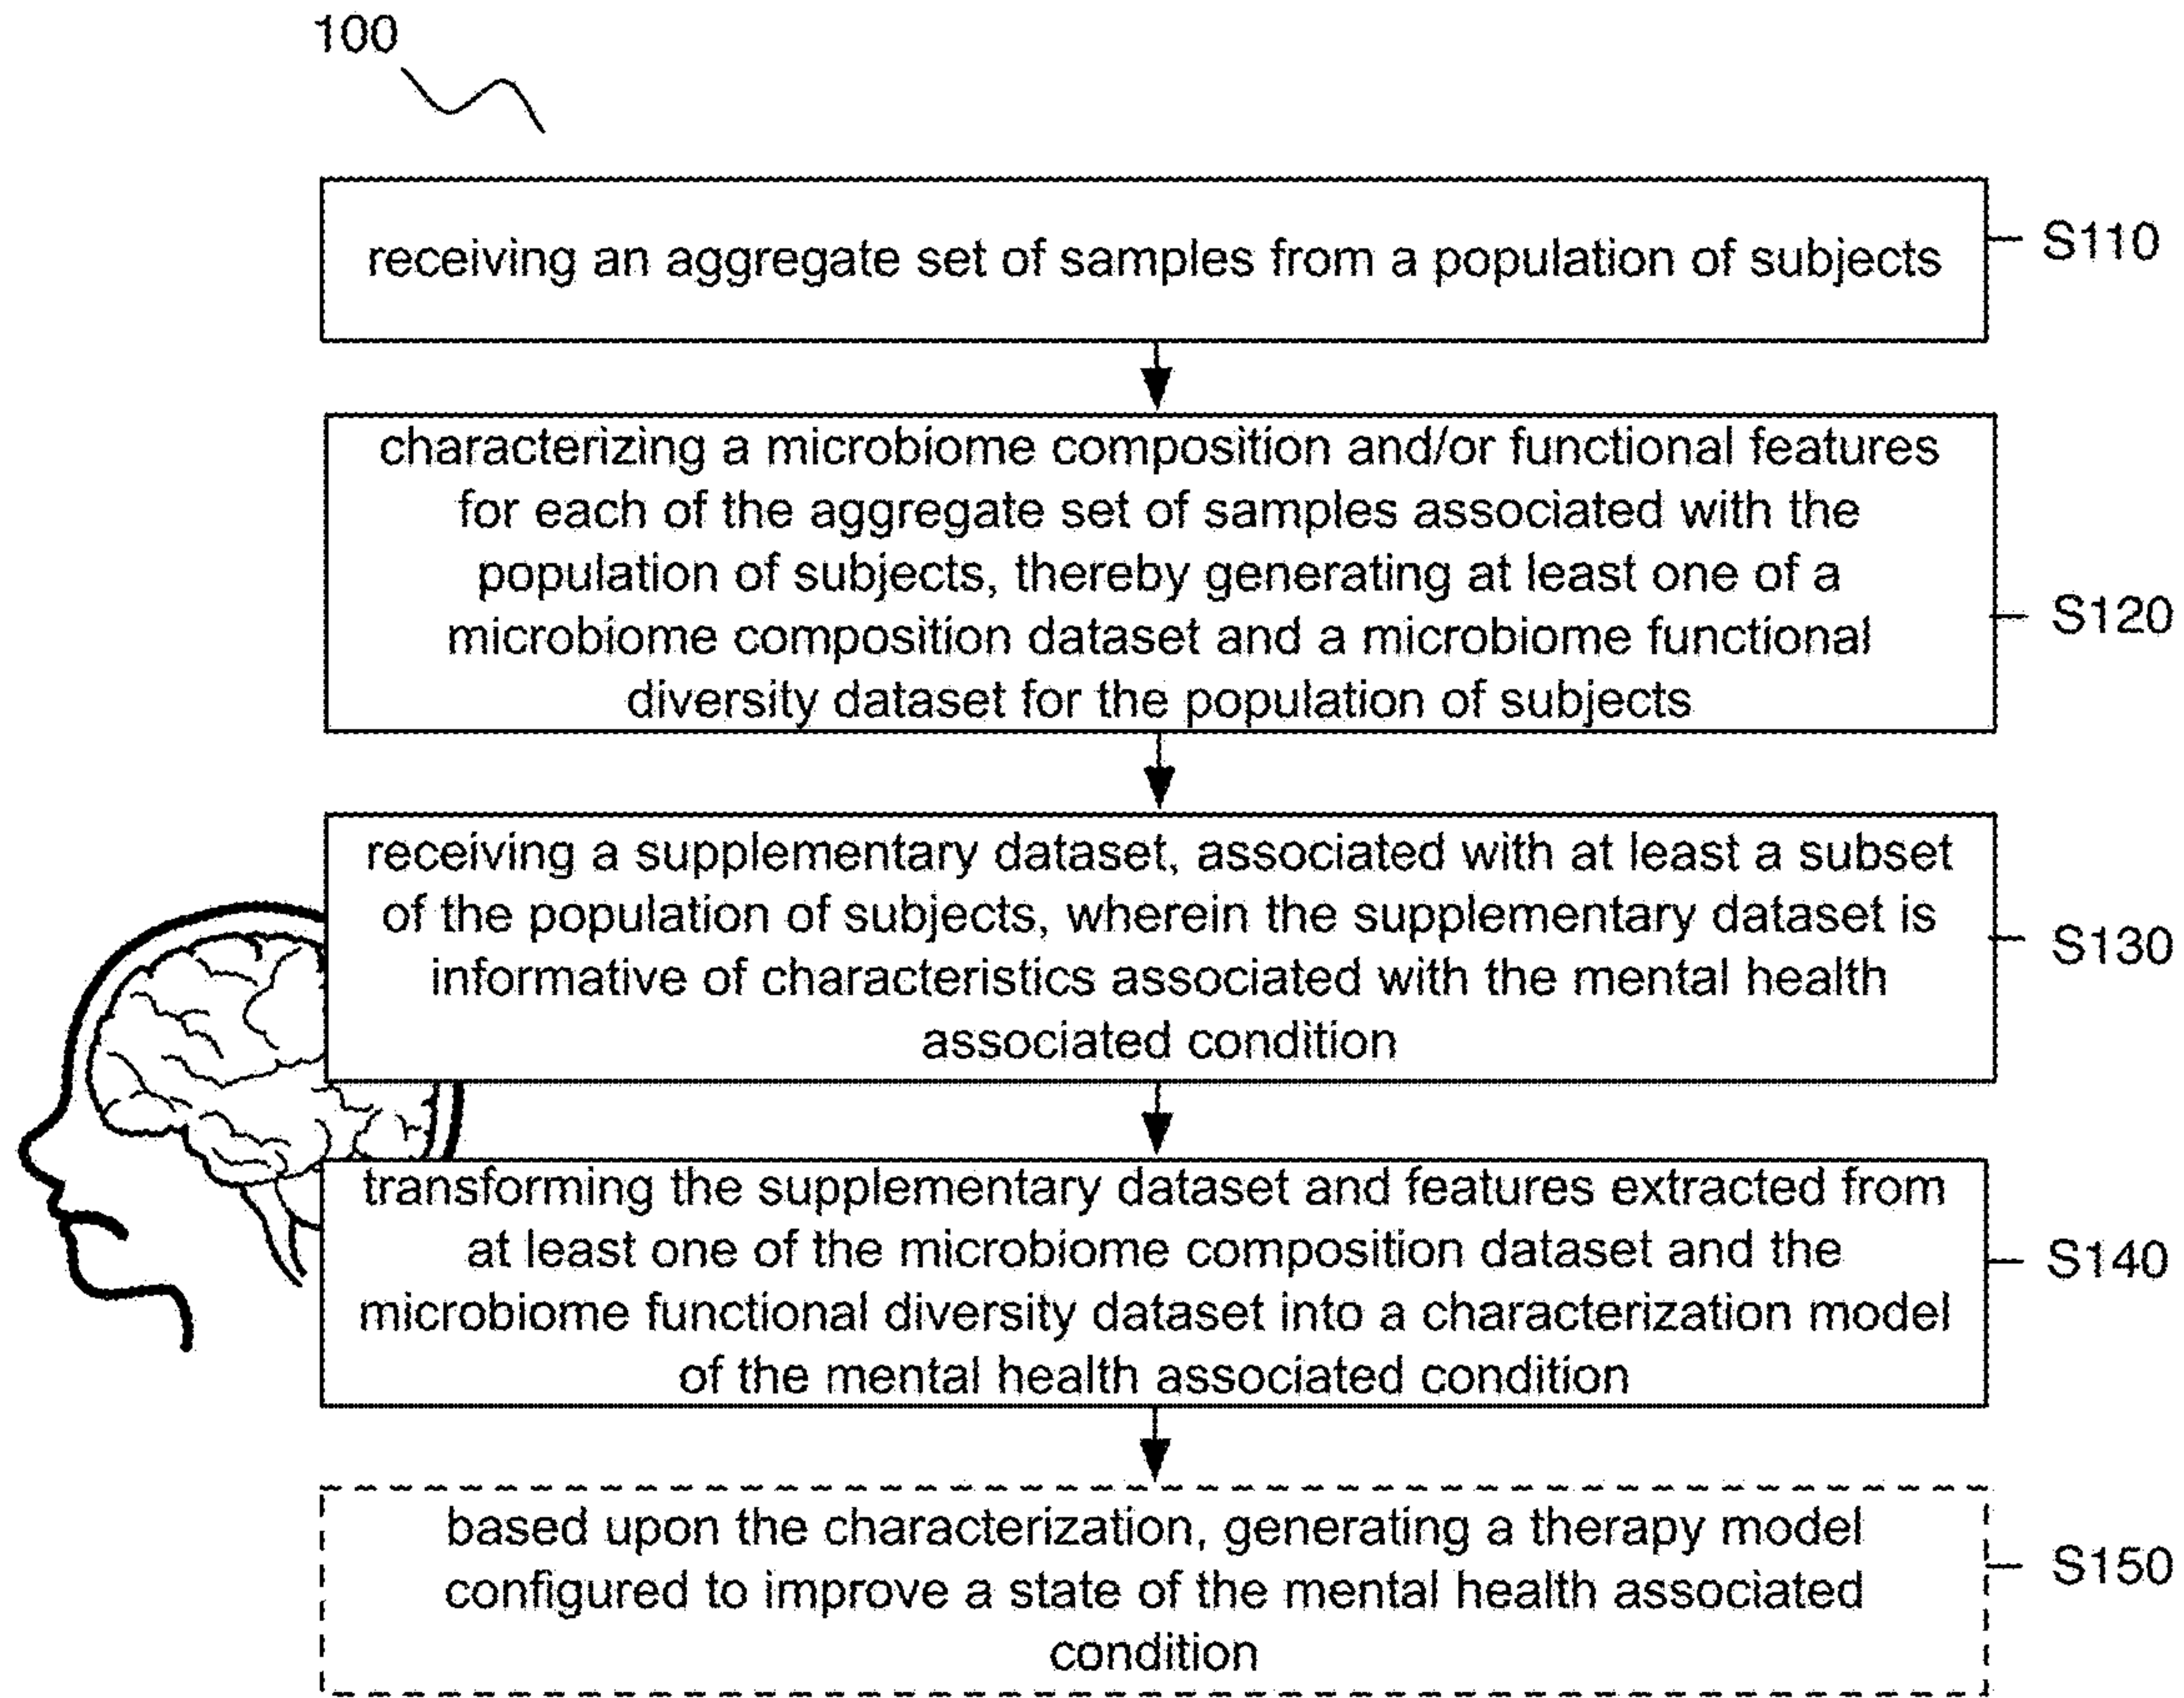 100
receiving an aggregate set of samples from a population of subjects
S110
characterizing a microbiome composition and/or functional features
for each of the aggregate set of samples associated with the
population of subjects, thereby generating at least one of a
microbiome composition dataset and a microbiome functional
diversity dataset for the population of subjects
S120
receiving a supplementary dataset, associated with at least a subset
of the population of subjects, wherein the supplementary dataset is
informative of characteristics associated with the mental health
associated condition
S130
transforming the supplementary dataset and features extracted from
at least one of the microbiome composition dataset and the
microbiome functional diversity dataset into a characterization model
of the mental health associated condition
S140
based upon the characterization, generating a therapy model
configured to improve a state of the mental health associated
condition
S150